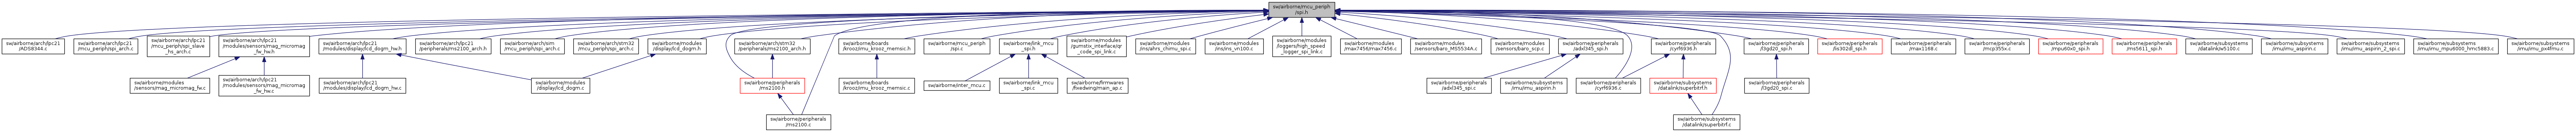 sw/airborne/mcu_periph
/spi.h
sw/airborne/arch/lpc21
/ADS8344.c
sw/airborne/arch/lpc21
/mcu_periph/spi_arch.c
sw/airborne/arch/lpc21
/mcu_periph/spi_slave
_hs_arch.c
sw/airborne/arch/lpc21
/modules/sensors/mag_micromag
_fw_hw.h
sw/airborne/arch/lpc21
/modules/display/lcd_dogm_hw.h
sw/airborne/arch/lpc21
/peripherals/ms2100_arch.h
sw/airborne/arch/sim
/mcu_periph/spi_arch.c
sw/airborne/arch/stm32
/mcu_periph/spi_arch.c
sw/airborne/modules
/display/lcd_dogm.h
sw/airborne/arch/stm32
/peripherals/ms2100_arch.h
sw/airborne/boards
/krooz/imu_krooz_memsic.h
sw/airborne/mcu_periph
/spi.c
sw/airborne/link_mcu
_spi.h
sw/airborne/modules
/gumstix_interface/qr
_code_spi_link.c
sw/airborne/modules
/ins/ahrs_chimu_spi.c
sw/airborne/modules
/ins/ins_vn100.c
sw/airborne/modules
/loggers/high_speed
_logger_spi_link.c
sw/airborne/modules
/max7456/max7456.c
sw/airborne/modules
/sensors/baro_MS5534A.c
sw/airborne/modules
/sensors/baro_scp.c
sw/airborne/peripherals
/adxl345_spi.h
sw/airborne/peripherals
/cyrf6936.h
sw/airborne/peripherals
/l3gd20_spi.h
sw/airborne/peripherals
/lis302dl_spi.h
sw/airborne/peripherals
/max1168.c
sw/airborne/peripherals
/mcp355x.c
sw/airborne/peripherals
/mpu60x0_spi.h
sw/airborne/peripherals
/ms5611_spi.h
sw/airborne/subsystems
/datalink/w5100.c
sw/airborne/subsystems
/imu/imu_aspirin.c
sw/airborne/subsystems
/imu/imu_aspirin_2_spi.c
sw/airborne/subsystems
/imu/imu_mpu6000_hmc5883.c
sw/airborne/subsystems
/imu/imu_px4fmu.c
sw/airborne/modules
/sensors/mag_micromag_fw.c
sw/airborne/arch/lpc21
/modules/sensors/mag_micromag
_fw_hw.c
sw/airborne/arch/lpc21
/modules/display/lcd_dogm_hw.c
sw/airborne/modules
/display/lcd_dogm.c
sw/airborne/peripherals
/ms2100.h
sw/airborne/boards
/krooz/imu_krooz_memsic.c
sw/airborne/inter_mcu.c
sw/airborne/link_mcu
_spi.c
sw/airborne/firmwares
/fixedwing/main_ap.c
sw/airborne/peripherals
/adxl345_spi.c
sw/airborne/subsystems
/imu/imu_aspirin.h
sw/airborne/peripherals
/cyrf6936.c
sw/airborne/subsystems
/datalink/superbitrf.h
sw/airborne/peripherals
/l3gd20_spi.c
sw/airborne/peripherals
/ms2100.c
sw/airborne/subsystems
/datalink/superbitrf.c